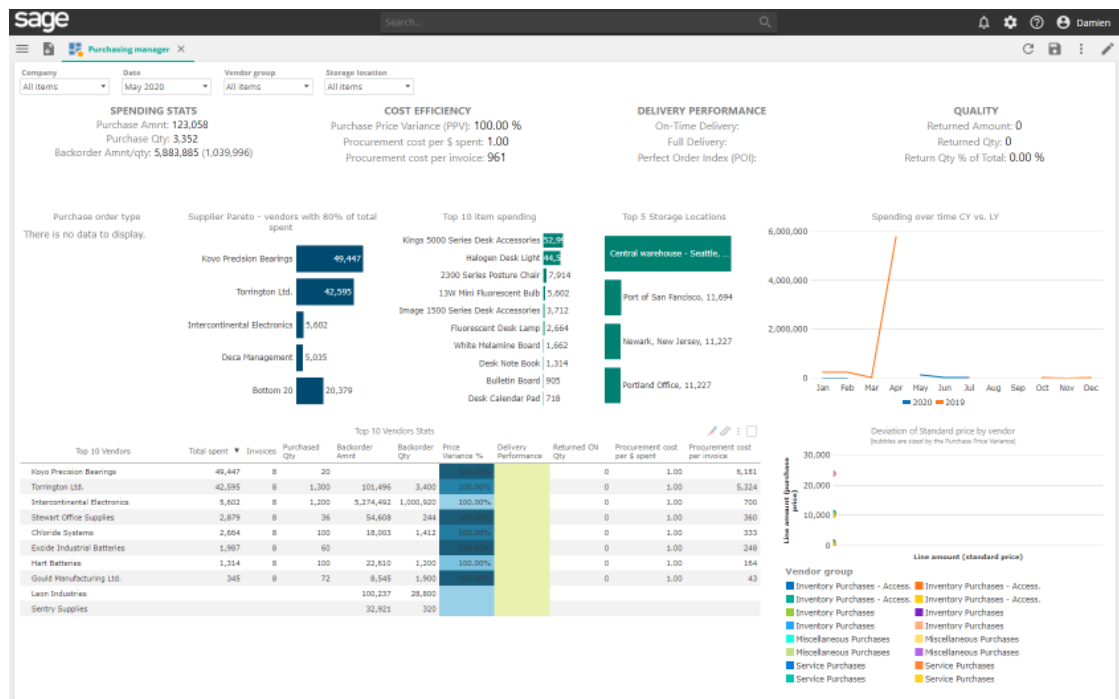 sage
Search...
Damien
Purchasing manager
Company
All items
Date
May 2020
Vendor group
All items
Storage location
All items
SPENDING STATS
Purchase Amnt: 123,058
Purchase Qty: 3,352
Backorder Amnt/qty: 5,883,885 (1,039,996)
COST EFFICIENCY
Purchase Price Variance (PPV): 100.00 %
Procurement cost per $ spent: 1.00
Procurement cost per invoice: 961
DELIVERY PERFORMANCE
On-Time Delivery:
Full Delivery:
Perfect Order Index (POI):
QUALITY
Returned Amount: 0
Returned Qty: 0
Return Qty % of Total: 0.00 %
Purchase order type
There is no data to display.
Supplier Pareto - vendors with 80% of total
spent
Koyo Precision Bearings 49,447
Torrington Ltd. 42,595
Intercontinental Electronics 5,602
Deca Management 5,035
Bottom 20 20,379
Top 10 item spending
Kings 5000 Series Desk Accessories
Halogen Desk Light
2300 Series Posture Chair 7,914
13W Mini Fluorescent Bulb 5,602
Image 1500 Series Desk Accessories 3,712
Fluorescent Desk Lamp 2,664
White Melamine Board 1,662
Desk Note Book 1,314
Bulletin Board 905
Desk Calendar Pad 718
Top 5 Storage Locations
Central warehouse - Seattle, ...
Port of San Fancisco, 11,694
Newark, New Jersey, 11,227
Portland Office, 11,227
Spending over time CY vs. LY
6,000,000
4,000,000
2,000,000
0
Jan Feb Mar Apr May Jun Jul Aug Sep Oct Nov Dec
2020 2019
Top 10 Vendors Stats
Top 10 Vendors Total spent ▼ Invoices Purchased Qty Backorder Amnt Backorder Qty Price Variance % Delivery Performance Returned CN Qty Procurement cost per $ spent Procurement cost per invoice
Koyo Precision Bearings 49,447 8 20 100.00% 0 1.00 6,181
Torrington Ltd. 42,595 8 1,300 101,496 3,400 100.00% 0 1.00 5,324
Intercontinental Electronics 5,602 8 1,200 5,274,492 1,000,920 100.00% 0 1.00 700
Stewart Office Supplies 2,879 8 36 54,608 244 100.00% 0 1.00 360
Chloride Systems 2,664 8 100 18,003 1,412 100.00% 0 1.00 333
Excide Industrial Batteries 1,987 8 60 100.00% 0 1.00 248
Hart Batteries 1,314 8 100 22,610 1,200 100.00% 0 1.00 164
Gould Manufacturing Ltd. 345 8 72 8,545 1,900 100.00% 0 1.00 43
Leon Industries 100,237 28,800
Sentry Supplies 32,921 320
Deviation of Standard price by vendor
(bubbles are sized by the Purchase Price Variance)
Line amount (purchase
price)
30,000
20,000
10,000
0
Line amount (standard price)
Vendor group
Inventory Purchases - Access. Inventory Purchases - Access.
Inventory Purchases - Access. Inventory Purchases - Access.
Inventory Purchases Inventory Purchases
Inventory Purchases Inventory Purchases
Miscellaneous Purchases Miscellaneous Purchases
Miscellaneous Purchases Miscellaneous Purchases
Service Purchases Service Purchases
Service Purchases Service Purchases